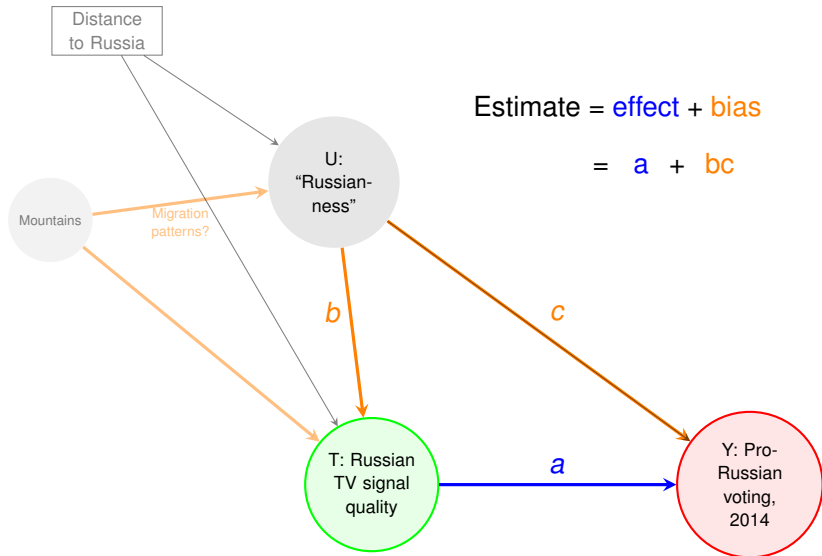 Distance
to Russia
Estimate = effect + bias
= a + bc
U:
“Russian-
ness”
Mountains
Migration
patterns?
b
c
T: Russian
TV signal
quality
a
Y: Pro-
Russian
voting,
2014